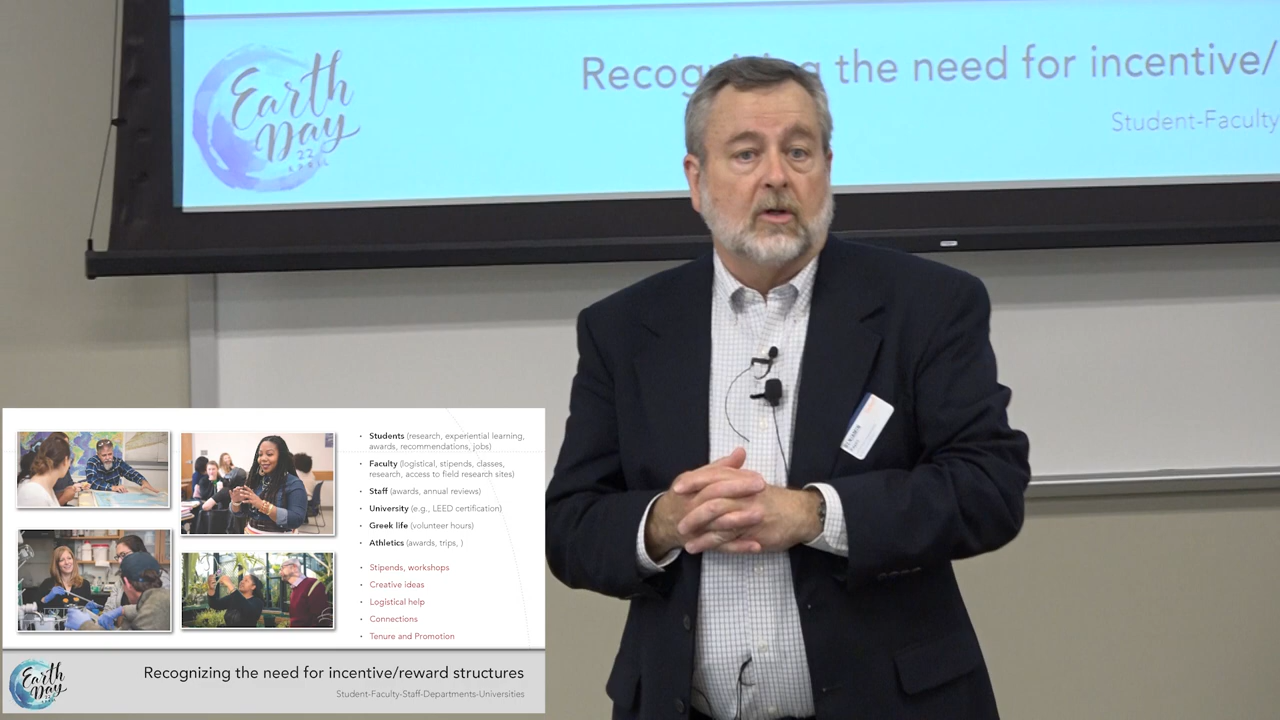 Earth
Day
22
APRIL
Recog
g the need for incentive/
Student-Faculty
• Students (research, experiential learning,
awards, recommendations, jobs)
• Faculty (logistical, stipends, classes,
research, access to field research sites)
• Staff (awards, annual reviews)
• University (e.g., LEED certification)
• Greek life (volunteer hours)
• Athletics (awards, trips, )
• Stipends, workshops
• Creative ideas
• Logistical help
• Connections
• Tenure and Promotion
Earth
Day
Recognizing the need for incentive/reward structures
Student-Faculty-Staff-Departments-Universities